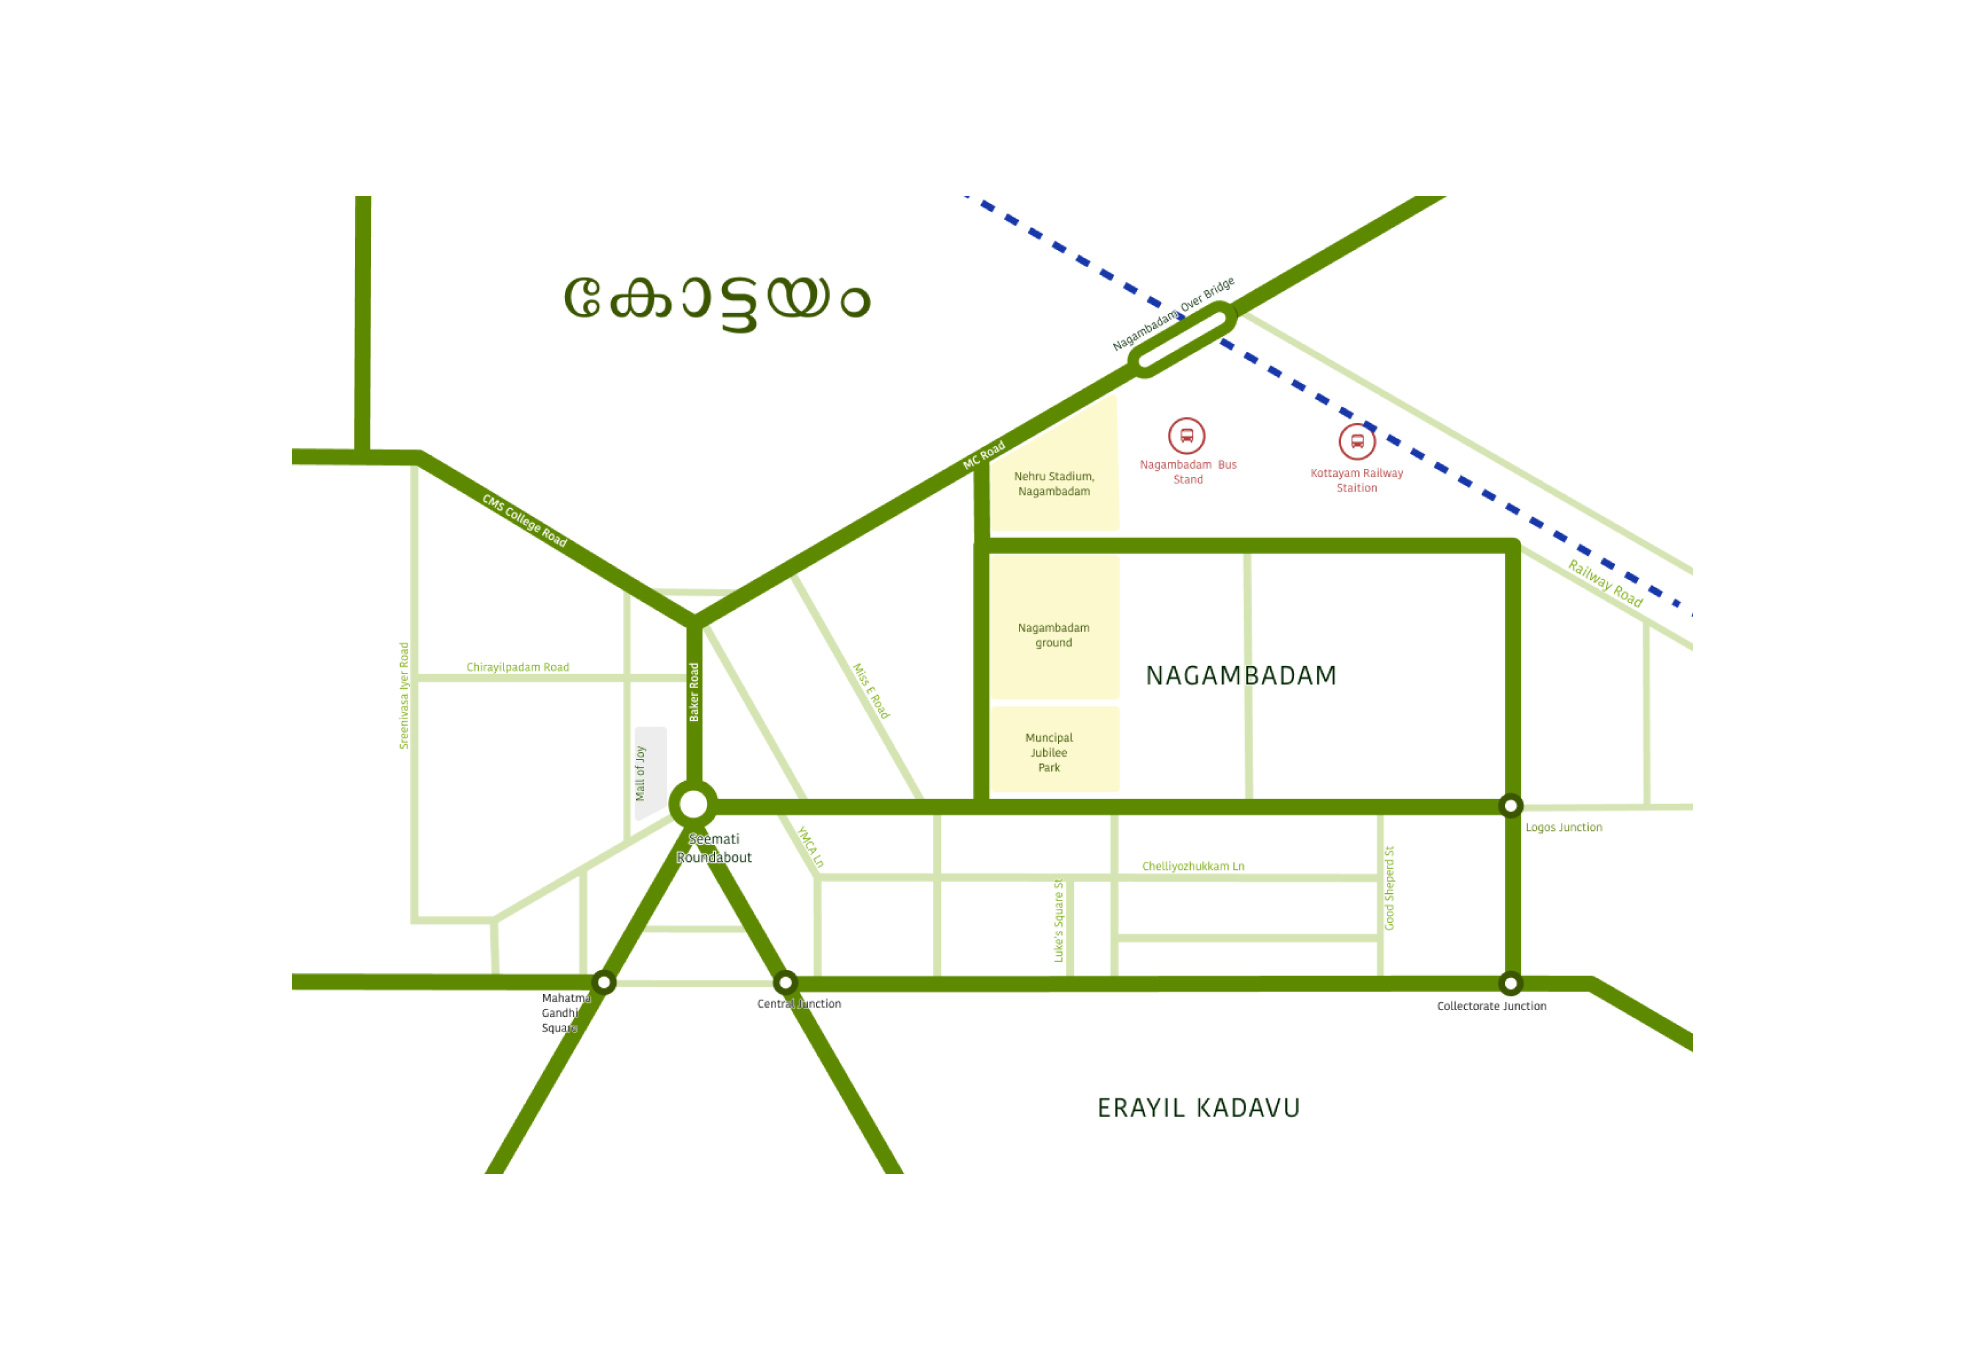 കോട്ടയം
Nagambadam Over Bridge
MC Road
Nehru Stadium,
Nagambadam
Nagambadam Bus
Stand
Kottayam Railway
Staition
CMS College Road
Railway Road
Sreenivasa Iyer Road
Chirayilpadam Road
Baker Road
Miss E Road
Nagambadam
ground
NAGAMBADAM
Mall of Joy
Muncipal
Jubilee
Park
Seemati
Roundabout
YMCA Ln
Logos Junction
Chelliyozhukkam Ln
Luke's Square St
Good Sheperd St
Mahatma
Gandhi
Square
Central Junction
Collectorate Junction
ERAYIL KADAVU